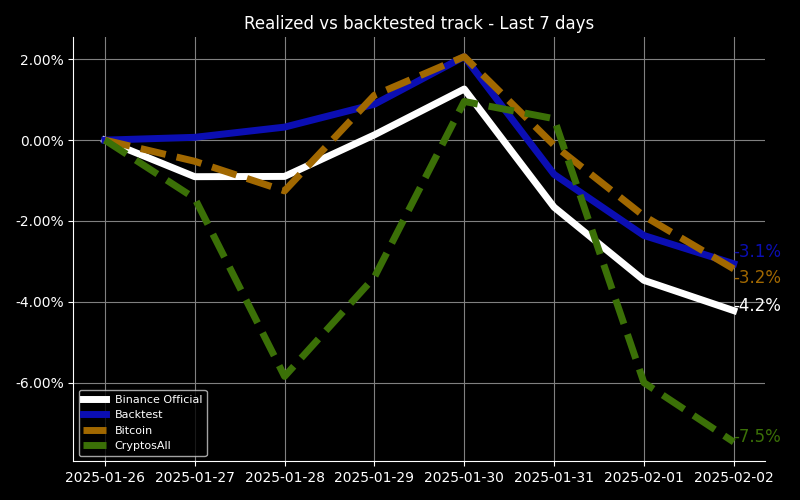 Realized vs backtested track - Last 7 days
2.00%
0.00%
-2.00%
-4.00%
-6.00%
-3.1%
-3.2%
-4.2%
-7.5%
Binance Official
Backtest
Bitcoin
CryptosAll
2025-01-26 2025-01-27 2025-01-28 2025-01-29 2025-01-30 2025-01-31 2025-02-01 2025-02-02